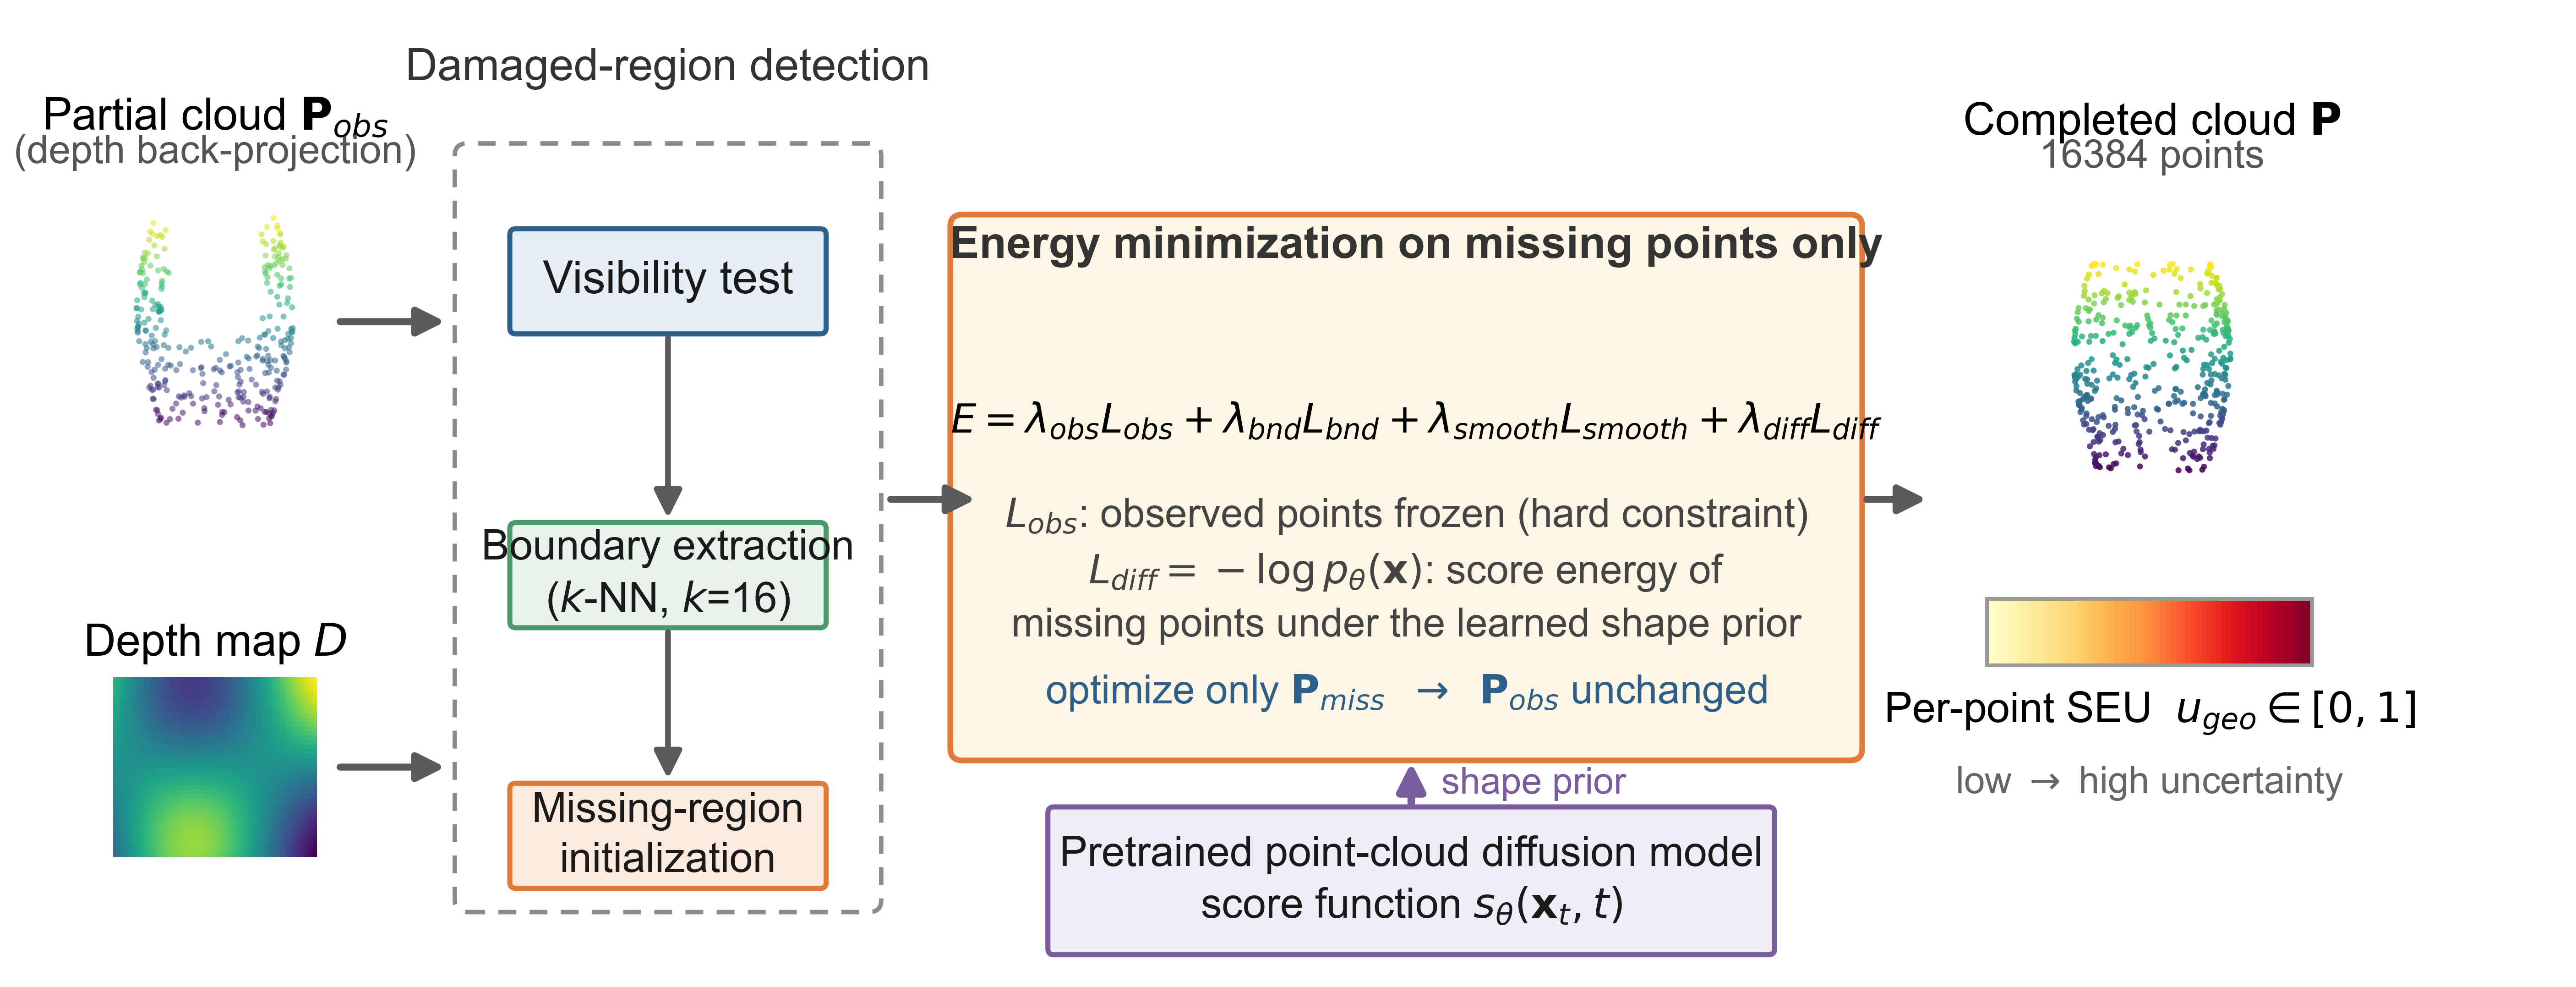 Damaged-region detection
Partial cloud P_obs
(depth back-projection)
Depth map D
Visibility test
Boundary extraction
(k-NN, k=16)
Missing-region
initialization
Energy minimization on missing points only
E = λ_obs L_obs + λ_bnd L_bnd + λ_smooth L_smooth + λ_diff L_diff
L_obs: observed points frozen (hard constraint)
L_diff = − log p_θ(x): score energy of
missing points under the learned shape prior
optimize only P_miss → P_obs unchanged
shape prior
Pretrained point-cloud diffusion model
score function s_θ(x_t, t)
Completed cloud P
16384 points
Per-point SEU u_geo ∈ [0, 1]
low → high uncertainty